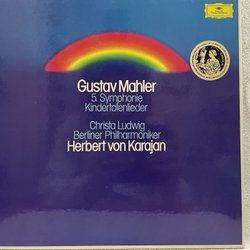 Gustav Mahler
5. Symphonie
Kindertotenlieder
Christa Ludwig
Berliner Philharmoniker
Herbert von Karajan